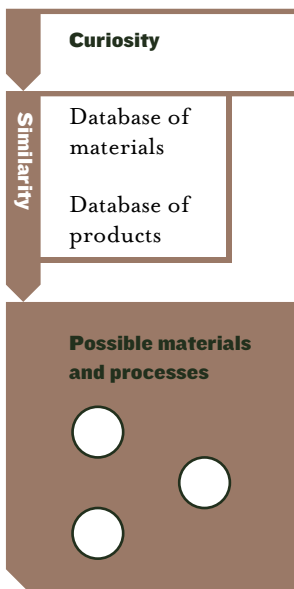 Curiosity
Similarity
Database of
materials
Database of
products
Possible materials
and processes